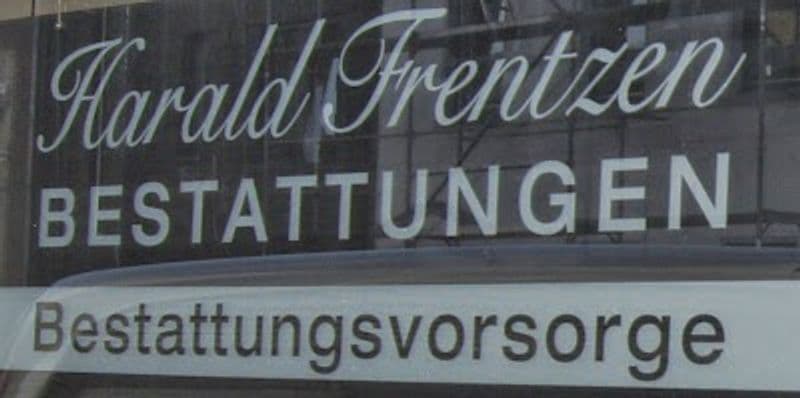 Harald Frentzen
BESTATTUNGEN
Bestattungsvorsorge